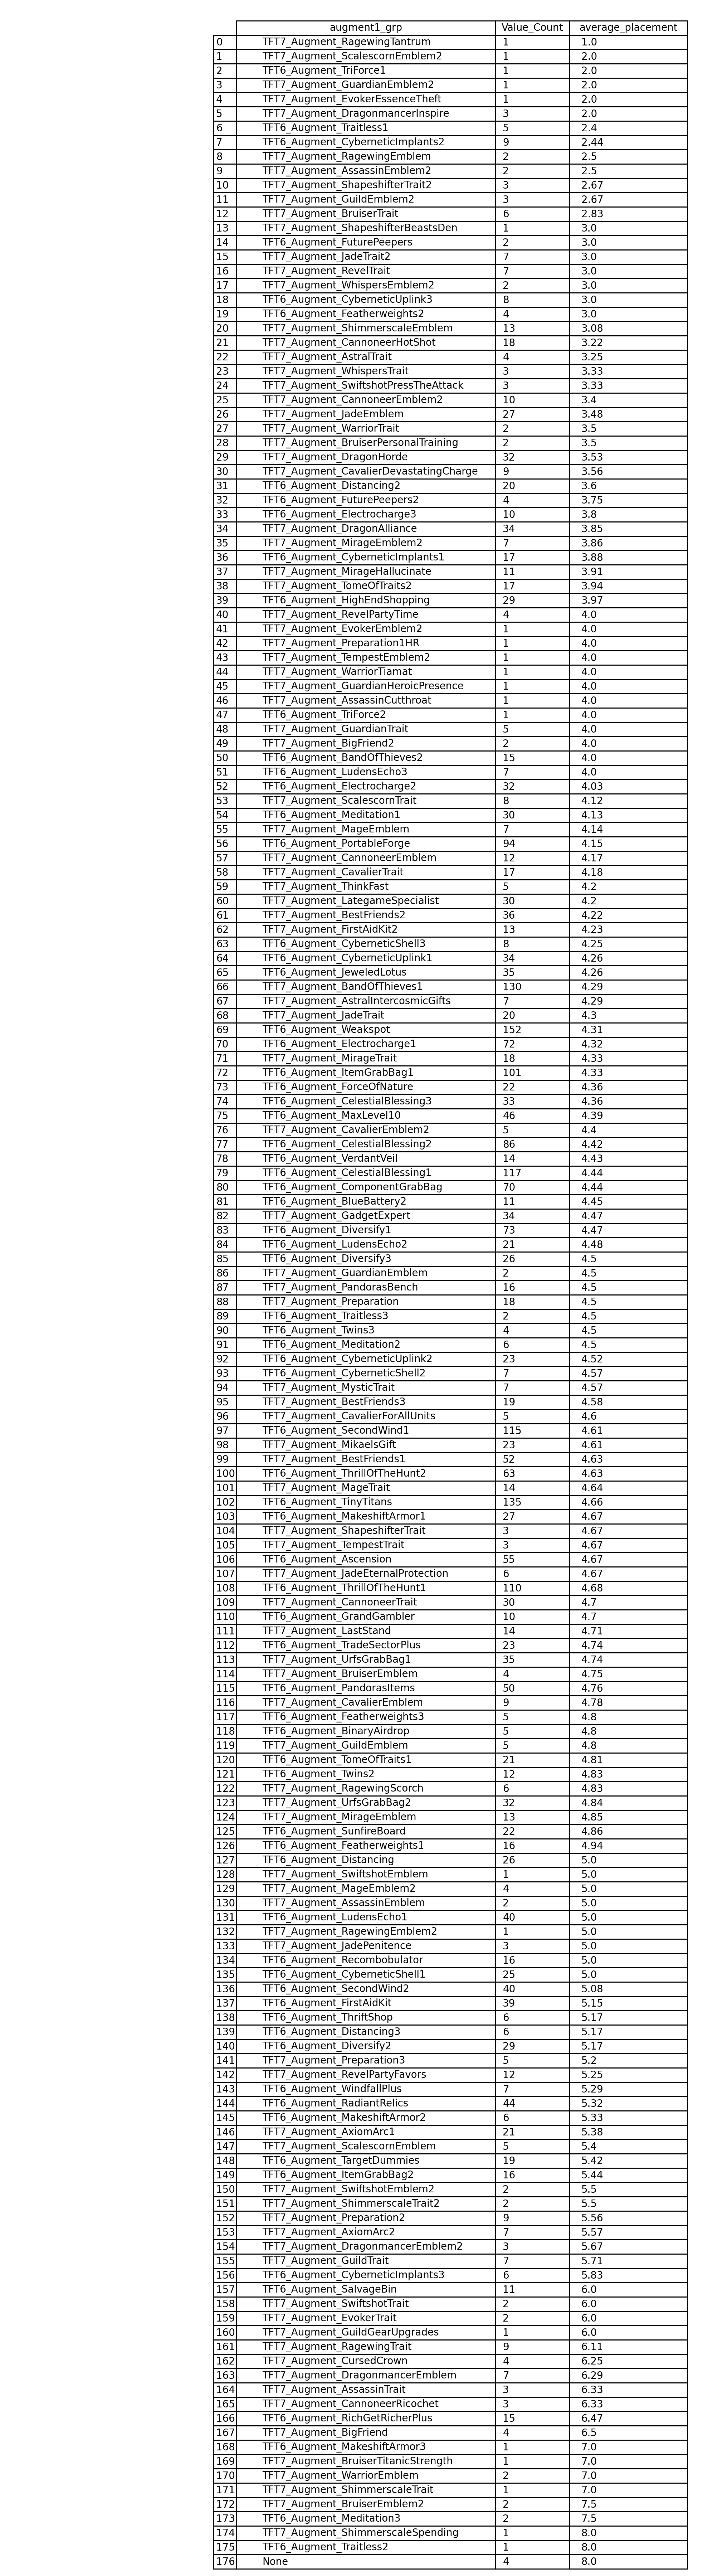 augment1_grp Value_Count average_placement
0 TFT7_Augment_RagewingTantrum 1 1.0
1 TFT7_Augment_ScalescornEmblem2 1 2.0
2 TFT6_Augment_TriForce1 1 2.0
3 TFT7_Augment_GuardianEmblem2 1 2.0
4 TFT7_Augment_EvokerEssenceTheft 1 2.0
5 TFT7_Augment_DragonmancerInspire 3 2.0
6 TFT6_Augment_Traitless1 5 2.4
7 TFT6_Augment_CyberneticImplants2 9 2.44
8 TFT7_Augment_RagewingEmblem 2 2.5
9 TFT7_Augment_AssassinEmblem2 2 2.5
10 TFT7_Augment_ShapeshifterTrait2 3 2.67
11 TFT7_Augment_GuildEmblem2 3 2.67
12 TFT7_Augment_BruiserTrait 6 2.83
13 TFT7_Augment_ShapeshifterBeastsDen 1 3.0
14 TFT6_Augment_FuturePeepers 2 3.0
15 TFT7_Augment_JadeTrait2 7 3.0
16 TFT7_Augment_RevelTrait 7 3.0
17 TFT7_Augment_WhispersEmblem2 2 3.0
18 TFT6_Augment_CyberneticUplink3 8 3.0
19 TFT6_Augment_Featherweights2 4 3.0
20 TFT7_Augment_ShimmerscaleEmblem 13 3.08
21 TFT7_Augment_CannoneerHotShot 18 3.22
22 TFT7_Augment_AstralTrait 4 3.25
23 TFT7_Augment_WhispersTrait 3 3.33
24 TFT7_Augment_SwiftshotPressTheAttack 3 3.33
25 TFT7_Augment_CannoneerEmblem2 10 3.4
26 TFT7_Augment_JadeEmblem 27 3.48
27 TFT7_Augment_WarriorTrait 2 3.5
28 TFT7_Augment_BruiserPersonalTraining 2 3.5
29 TFT7_Augment_DragonHorde 32 3.53
30 TFT7_Augment_CavalierDevastatingCharge 9 3.56
31 TFT6_Augment_Distancing2 20 3.6
32 TFT6_Augment_FuturePeepers2 4 3.75
33 TFT6_Augment_Electrocharge3 10 3.8
34 TFT7_Augment_DragonAlliance 34 3.85
35 TFT7_Augment_MirageEmblem2 7 3.86
36 TFT6_Augment_CyberneticImplants1 17 3.88
37 TFT7_Augment_MirageHallucinate 11 3.91
38 TFT6_Augment_TomeOfTraits2 17 3.94
39 TFT6_Augment_HighEndShopping 29 3.97
40 TFT7_Augment_RevelPartyTime 4 4.0
41 TFT7_Augment_EvokerEmblem2 1 4.0
42 TFT7_Augment_Preparation1HR 1 4.0
43 TFT7_Augment_TempestEmblem2 1 4.0
44 TFT7_Augment_WarriorTiamat 1 4.0
45 TFT7_Augment_GuardianHeroicPresence 1 4.0
46 TFT7_Augment_AssassinCutthroat 1 4.0
47 TFT6_Augment_TriForce2 1 4.0
48 TFT7_Augment_GuardianTrait 5 4.0
49 TFT7_Augment_BigFriend2 2 4.0
50 TFT6_Augment_BandOfThieves2 15 4.0
51 TFT6_Augment_LudensEcho3 7 4.0
52 TFT6_Augment_Electrocharge2 32 4.03
53 TFT7_Augment_ScalescornTrait 8 4.12
54 TFT6_Augment_Meditation1 30 4.13
55 TFT7_Augment_MageEmblem 7 4.14
56 TFT6_Augment_PortableForge 94 4.15
57 TFT7_Augment_CannoneerEmblem 12 4.17
58 TFT7_Augment_CavalierTrait 17 4.18
59 TFT7_Augment_ThinkFast 5 4.2
60 TFT7_Augment_LategameSpecialist 30 4.2
61 TFT7_Augment_BestFriends2 36 4.22
62 TFT7_Augment_FirstAidKit2 13 4.23
63 TFT6_Augment_CyberneticShell3 8 4.25
64 TFT6_Augment_CyberneticUplink1 34 4.26
65 TFT6_Augment_JeweledLotus 35 4.26
66 TFT7_Augment_BandOfThieves1 130 4.29
67 TFT7_Augment_AstralIntercosmicGifts 7 4.29
68 TFT7_Augment_JadeTrait 20 4.3
69 TFT6_Augment_Weakspot 152 4.31
70 TFT6_Augment_Electrocharge1 72 4.32
71 TFT7_Augment_MirageTrait 18 4.33
72 TFT6_Augment_ItemGrabBag1 101 4.33
73 TFT6_Augment_ForceOfNature 22 4.36
74 TFT6_Augment_CelestialBlessing3 33 4.36
75 TFT6_Augment_MaxLevel10 46 4.39
76 TFT7_Augment_CavalierEmblem2 5 4.4
77 TFT6_Augment_CelestialBlessing2 86 4.42
78 TFT6_Augment_VerdantVeil 14 4.43
79 TFT6_Augment_CelestialBlessing1 117 4.44
80 TFT6_Augment_ComponentGrabBag 70 4.44
81 TFT6_Augment_BlueBattery2 11 4.45
82 TFT7_Augment_GadgetExpert 34 4.47
83 TFT6_Augment_Diversify1 73 4.47
84 TFT6_Augment_LudensEcho2 21 4.48
85 TFT6_Augment_Diversify3 26 4.5
86 TFT7_Augment_GuardianEmblem 2 4.5
87 TFT7_Augment_PandorasBench 16 4.5
88 TFT7_Augment_Preparation 18 4.5
89 TFT6_Augment_Traitless3 2 4.5
90 TFT6_Augment_Twins3 4 4.5
91 TFT6_Augment_Meditation2 6 4.5
92 TFT6_Augment_CyberneticUplink2 23 4.52
93 TFT6_Augment_CyberneticShell2 7 4.57
94 TFT7_Augment_MysticTrait 7 4.57
95 TFT7_Augment_BestFriends3 19 4.58
96 TFT7_Augment_CavalierForAllUnits 5 4.6
97 TFT6_Augment_SecondWind1 115 4.61
98 TFT7_Augment_MikaelsGift 23 4.61
99 TFT7_Augment_BestFriends1 52 4.63
100 TFT6_Augment_ThrillOfTheHunt2 63 4.63
101 TFT7_Augment_MageTrait 14 4.64
102 TFT6_Augment_TinyTitans 135 4.66
103 TFT6_Augment_MakeshiftArmor1 27 4.67
104 TFT7_Augment_ShapeshifterTrait 3 4.67
105 TFT7_Augment_TempestTrait 3 4.67
106 TFT6_Augment_Ascension 55 4.67
107 TFT7_Augment_JadeEternalProtection 6 4.67
108 TFT6_Augment_ThrillOfTheHunt1 110 4.68
109 TFT7_Augment_CannoneerTrait 30 4.7
110 TFT6_Augment_GrandGambler 10 4.7
111 TFT7_Augment_LastStand 14 4.71
112 TFT6_Augment_TradeSectorPlus 23 4.74
113 TFT7_Augment_UrfsGrabBag1 35 4.74
114 TFT7_Augment_BruiserEmblem 4 4.75
115 TFT6_Augment_PandorasItems 50 4.76
116 TFT7_Augment_CavalierEmblem 9 4.78
117 TFT6_Augment_Featherweights3 5 4.8
118 TFT6_Augment_BinaryAirdrop 5 4.8
119 TFT7_Augment_GuildEmblem 5 4.8
120 TFT6_Augment_TomeOfTraits1 21 4.81
121 TFT6_Augment_Twins2 12 4.83
122 TFT7_Augment_RagewingScorch 6 4.83
123 TFT7_Augment_UrfsGrabBag2 32 4.84
124 TFT7_Augment_MirageEmblem 13 4.85
125 TFT6_Augment_SunfireBoard 22 4.86
126 TFT6_Augment_Featherweights1 16 4.94
127 TFT6_Augment_Distancing 26 5.0
128 TFT7_Augment_SwiftshotEmblem 1 5.0
129 TFT7_Augment_MageEmblem2 4 5.0
130 TFT7_Augment_AssassinEmblem 2 5.0
131 TFT6_Augment_LudensEcho1 40 5.0
132 TFT7_Augment_RagewingEmblem2 1 5.0
133 TFT7_Augment_JadePenitence 3 5.0
134 TFT6_Augment_Recombobulator 16 5.0
135 TFT6_Augment_CyberneticShell1 25 5.0
136 TFT6_Augment_SecondWind2 40 5.08
137 TFT6_Augment_FirstAidKit 39 5.15
138 TFT6_Augment_ThriftShop 6 5.17
139 TFT6_Augment_Distancing3 6 5.17
140 TFT6_Augment_Diversify2 29 5.17
141 TFT7_Augment_Preparation3 5 5.2
142 TFT7_Augment_RevelPartyFavors 12 5.25
143 TFT6_Augment_WindfallPlus 7 5.29
144 TFT6_Augment_RadiantRelics 44 5.32
145 TFT6_Augment_MakeshiftArmor2 6 5.33
146 TFT7_Augment_AxiomArc1 21 5.38
147 TFT7_Augment_ScalescornEmblem 5 5.4
148 TFT6_Augment_TargetDummies 19 5.42
149 TFT6_Augment_ItemGrabBag2 16 5.44
150 TFT7_Augment_SwiftshotEmblem2 2 5.5
151 TFT7_Augment_ShimmerscaleTrait2 2 5.5
152 TFT7_Augment_Preparation2 9 5.56
153 TFT7_Augment_AxiomArc2 7 5.57
154 TFT7_Augment_DragonmancerEmblem2 3 5.67
155 TFT7_Augment_GuildTrait 7 5.71
156 TFT6_Augment_CyberneticImplants3 6 5.83
157 TFT6_Augment_SalvageBin 11 6.0
158 TFT7_Augment_SwiftshotTrait 2 6.0
159 TFT7_Augment_EvokerTrait 2 6.0
160 TFT7_Augment_GuildGearUpgrades 1 6.0
161 TFT7_Augment_RagewingTrait 9 6.11
162 TFT7_Augment_CursedCrown 4 6.25
163 TFT7_Augment_DragonmancerEmblem 7 6.29
164 TFT7_Augment_AssassinTrait 3 6.33
165 TFT7_Augment_CannoneerRicochet 3 6.33
166 TFT6_Augment_RichGetRicherPlus 15 6.47
167 TFT7_Augment_BigFriend 4 6.5
168 TFT6_Augment_MakeshiftArmor3 1 7.0
169 TFT7_Augment_BruiserTitanicStrength 1 7.0
170 TFT7_Augment_WarriorEmblem 2 7.0
171 TFT7_Augment_ShimmerscaleTrait 1 7.0
172 TFT7_Augment_BruiserEmblem2 2 7.5
173 TFT6_Augment_Meditation3 2 7.5
174 TFT7_Augment_ShimmerscaleSpending 1 8.0
175 TFT6_Augment_Traitless2 1 8.0
176 None 4 8.0